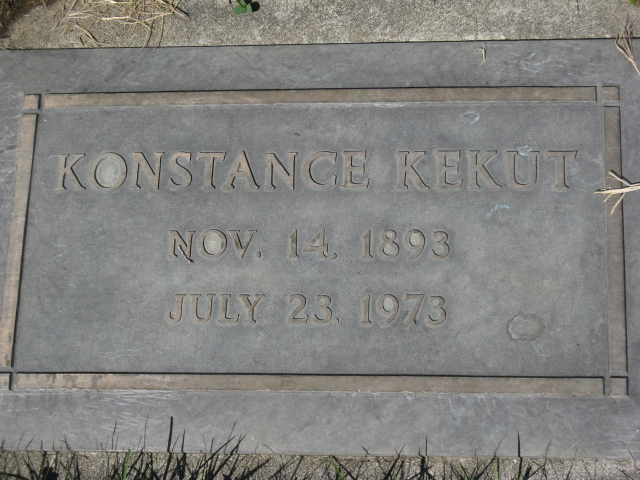 KONSTANCE KEKUT
NOV. 14, 1893
JULY 23, 1973